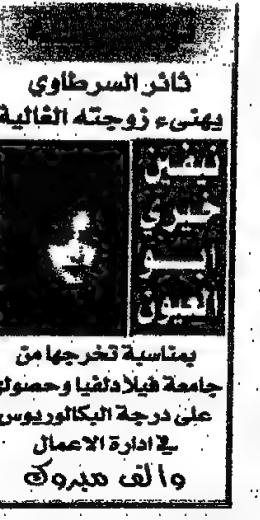 ثائر السرطاوي
يهنىء زوجته الغالية
نيفين
خيري
ابو
العيون
بمناسبة تخرجها من
جامعة فيلادلفيا وحصولها
على درجة البكالوريوس
في ادارة الاعمال
والف مبروك